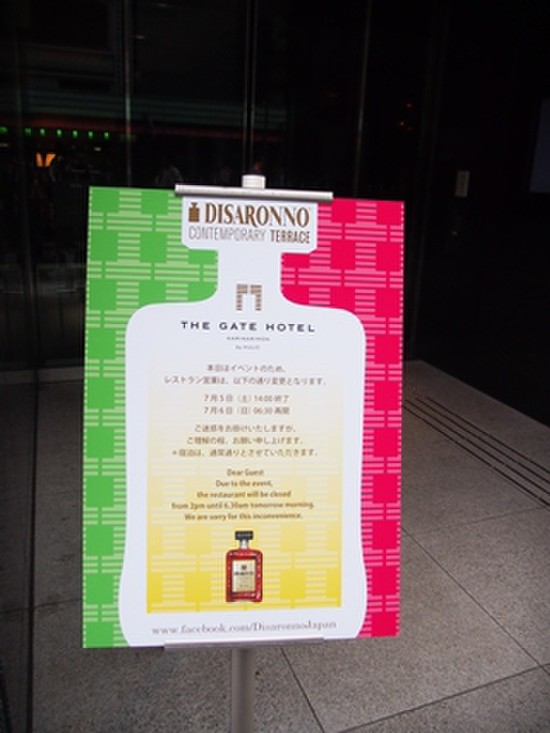 DISARONNO
CONTEMPORARY TERRACE
THE GATE HOTEL
KAMINARIMON
by HULIC
本日はイベントのため、
レストラン営業は、以下の通り変更となります。
7月5日（土）14:00 終了
7月6日（日）06:30 再開
ご迷惑をお掛けいたしますが、
ご理解の程、お願い申し上げます。
＊宿泊は、通常通りとさせていただきます。
Dear Guest
Due to the event,
the restaurant will be closed
from 2pm until 6.30am tomorrow morning.
We are sorry for this inconvenience.
DISARONNO
www.facebook.com/DisaronnoJapan